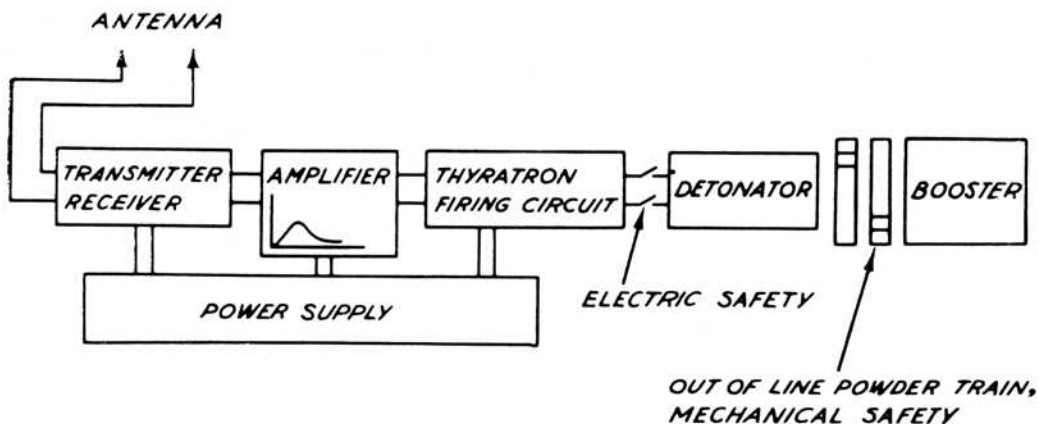 ANTENNA
TRANSMITTER
RECEIVER
AMPLIFIER
THYRATRON
FIRING CIRCUIT
DETONATOR
BOOSTER
POWER SUPPLY
ELECTRIC SAFETY
OUT OF LINE POWDER TRAIN,
MECHANICAL SAFETY